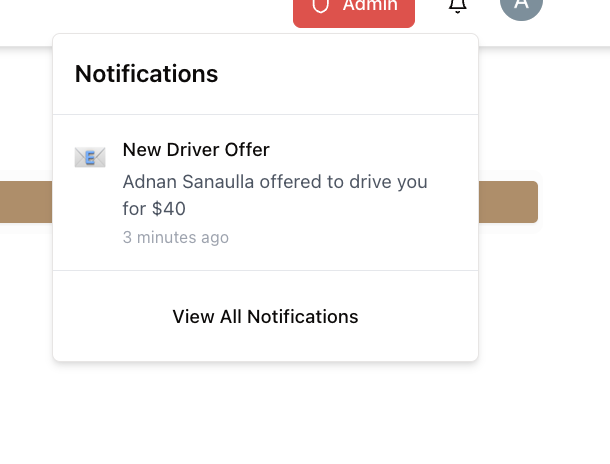 Admin
A
Notifications
E
New Driver Offer
Adnan Sanaulla offered to drive you
for $40
3 minutes ago
View All Notifications